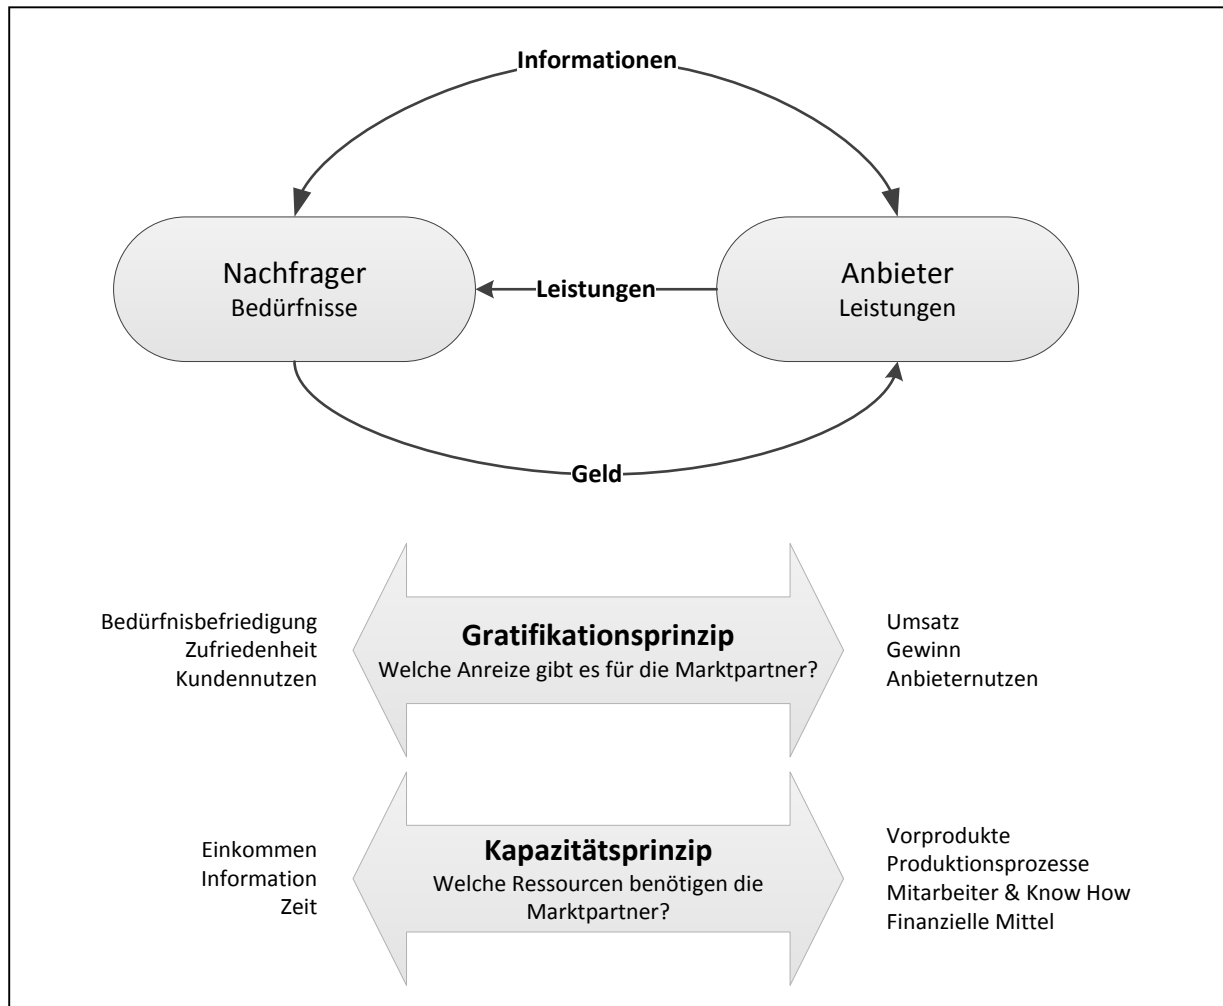 Informationen
Nachfrager
Bedürfnisse
Leistungen
Anbieter
Leistungen
Geld
Bedürfnisbefriedigung
Zufriedenheit
Kundennutzen
Gratifikationsprinzip
Welche Anreize gibt es für die Marktpartner?
Umsatz
Gewinn
Anbieternutzen
Einkommen
Information
Zeit
Kapazitätsprinzip
Welche Ressourcen benötigen die
Marktpartner?
Vorprodukte
Produktionsprozesse
Mitarbeiter & Know How
Finanzielle Mittel